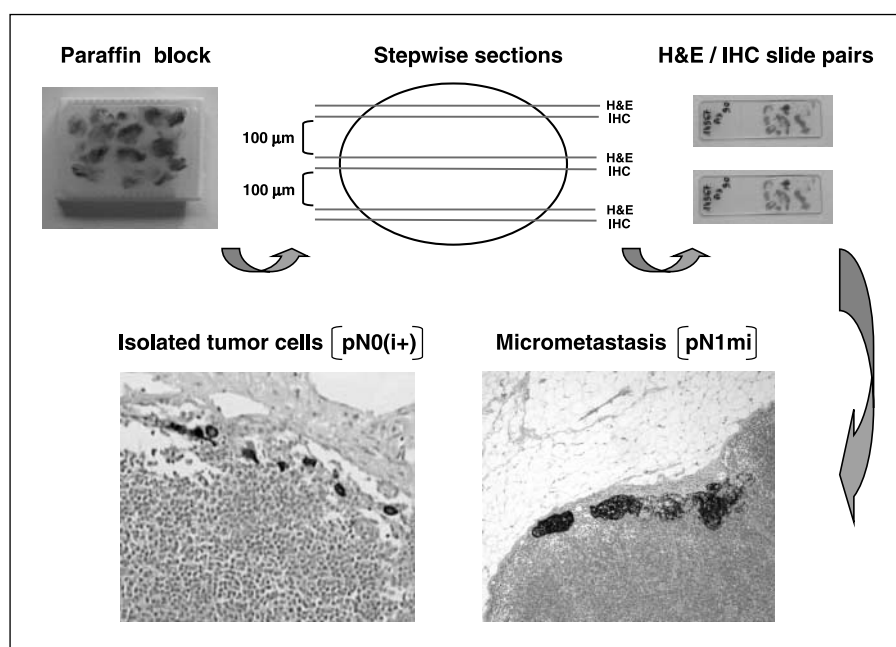 Paraffin block
Stepwise sections
H&E / IHC slide pairs
H&E
IHC
100 µm
H&E
IHC
100 µm
H&E
IHC
Isolated tumor cells [pN0(i+)]
Micrometastasis [pN1mi]